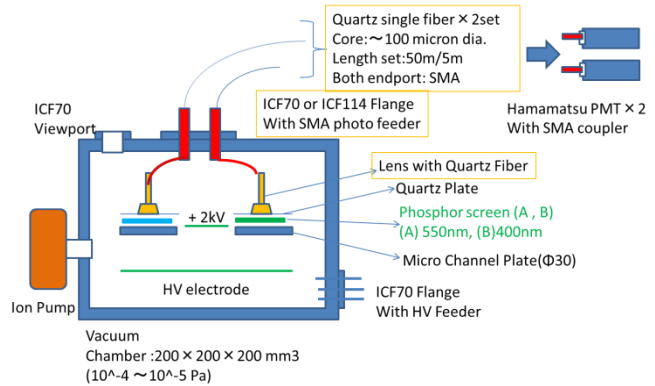 Quartz single fiber × 2set
Core:~100 micron dia.
Length set:50m/5m
Both endport: SMA
Hamamatsu PMT × 2
With SMA coupler
ICF70
Viewport
ICF70 or ICF114 Flange
With SMA photo feeder
Lens with Quartz Fiber
Quartz Plate
+ 2kV
Phosphor screen (A , B)
(A) 550nm, (B)400nm
Micro Channel Plate(Φ30)
HV electrode
Ion Pump
ICF70 Flange
With HV Feeder
Vacuum
Chamber :200 × 200 × 200 mm3
(10^-4 ~10^-5 Pa)